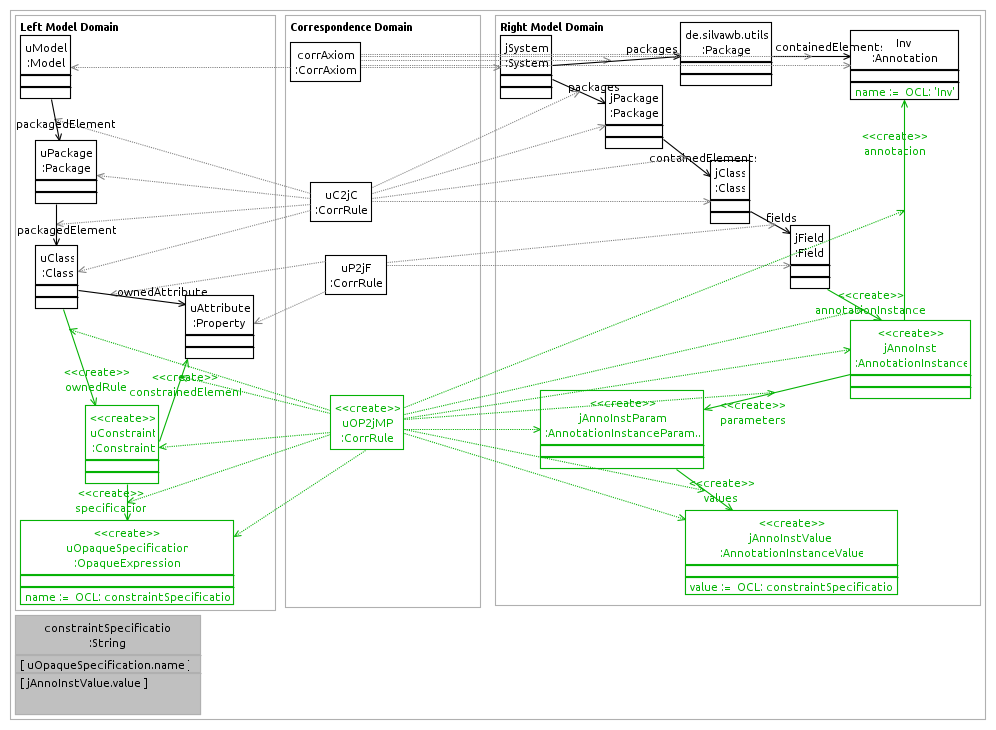 Left Model Domain
uModel
:Model
packagedElement
uPackage
:Package
packagedElement
uClass
:Class
ownedAttribute
uAttribute
:Property
<<create>>
ownedRule
<<create>>
constrainedElement
<<create>>
uConstraint
:Constraint
<<create>>
specification
<<create>>
uOpaqueSpecification
:OpaqueExpression
name := OCL: constraintSpecificatio
Correspondence Domain
corrAxiom
:CorrAxiom
uC2jC
:CorrRule
uP2jF
:CorrRule
<<create>>
uOP2jMP
:CorrRule
Right Model Domain
jSystem
:System
packages
de.silvawb.utils
:Package
containedElements
Inv
:Annotation
name := OCL: 'Inv'
packages
jPackage
:Package
<<create>>
annotation
containedElements
jClass
:Class
fields
jField
:Field
<<create>>
annotationInstance
<<create>>
jAnnoInst
:AnnotationInstance
<<create>>
jAnnoInstParam
:AnnotationInstanceParam..
<<create>>
parameters
<<create>>
values
<<create>>
jAnnoInstValue
:AnnotationInstanceValue
value := OCL: constraintSpecificatio
constraintSpecificatio
:String
[ uOpaqueSpecification.name ]
[ jAnnoInstValue.value ]